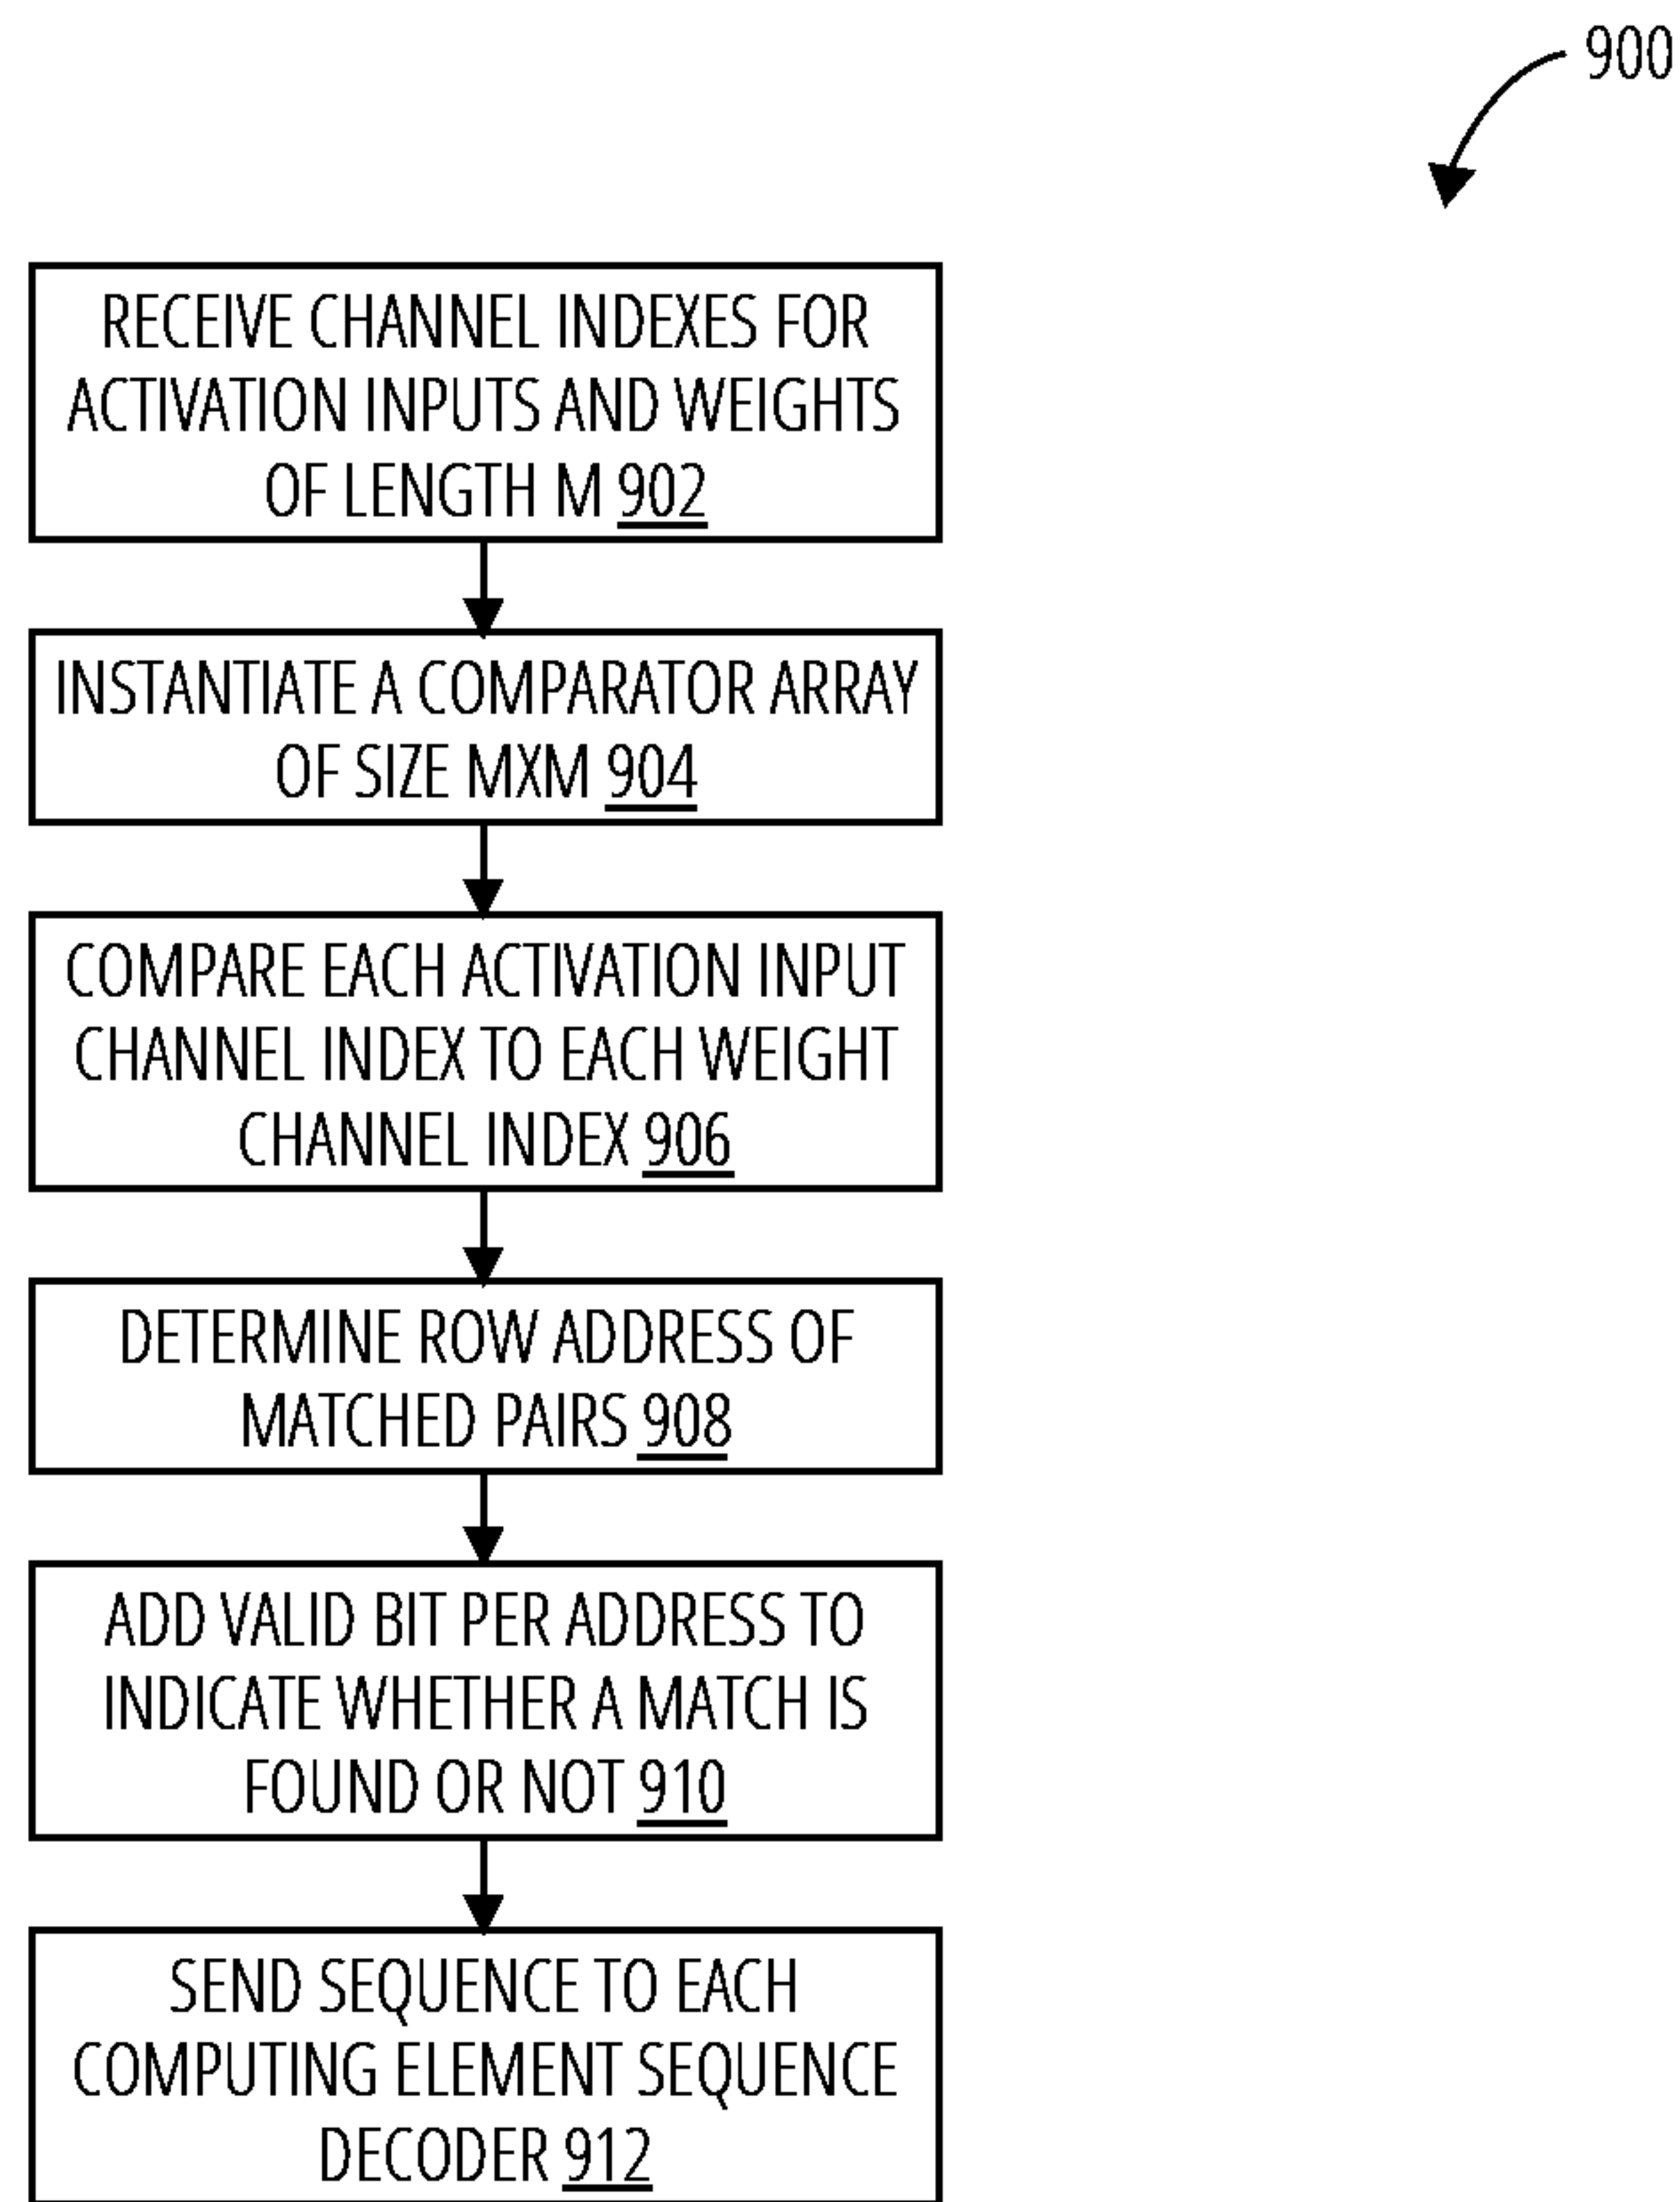 900
RECEIVE CHANNEL INDEXES FOR
ACTIVATION INPUTS AND WEIGHTS
OF LENGTH M 902
INSTANTIATE A COMPARATOR ARRAY
OF SIZE MXM 904
COMPARE EACH ACTIVATION INPUT
CHANNEL INDEX TO EACH WEIGHT
CHANNEL INDEX 906
DETERMINE ROW ADDRESS OF
MATCHED PAIRS 908
ADD VALID BIT PER ADDRESS TO
INDICATE WHETHER A MATCH IS
FOUND OR NOT 910
SEND SEQUENCE TO EACH
COMPUTING ELEMENT SEQUENCE
DECODER 912